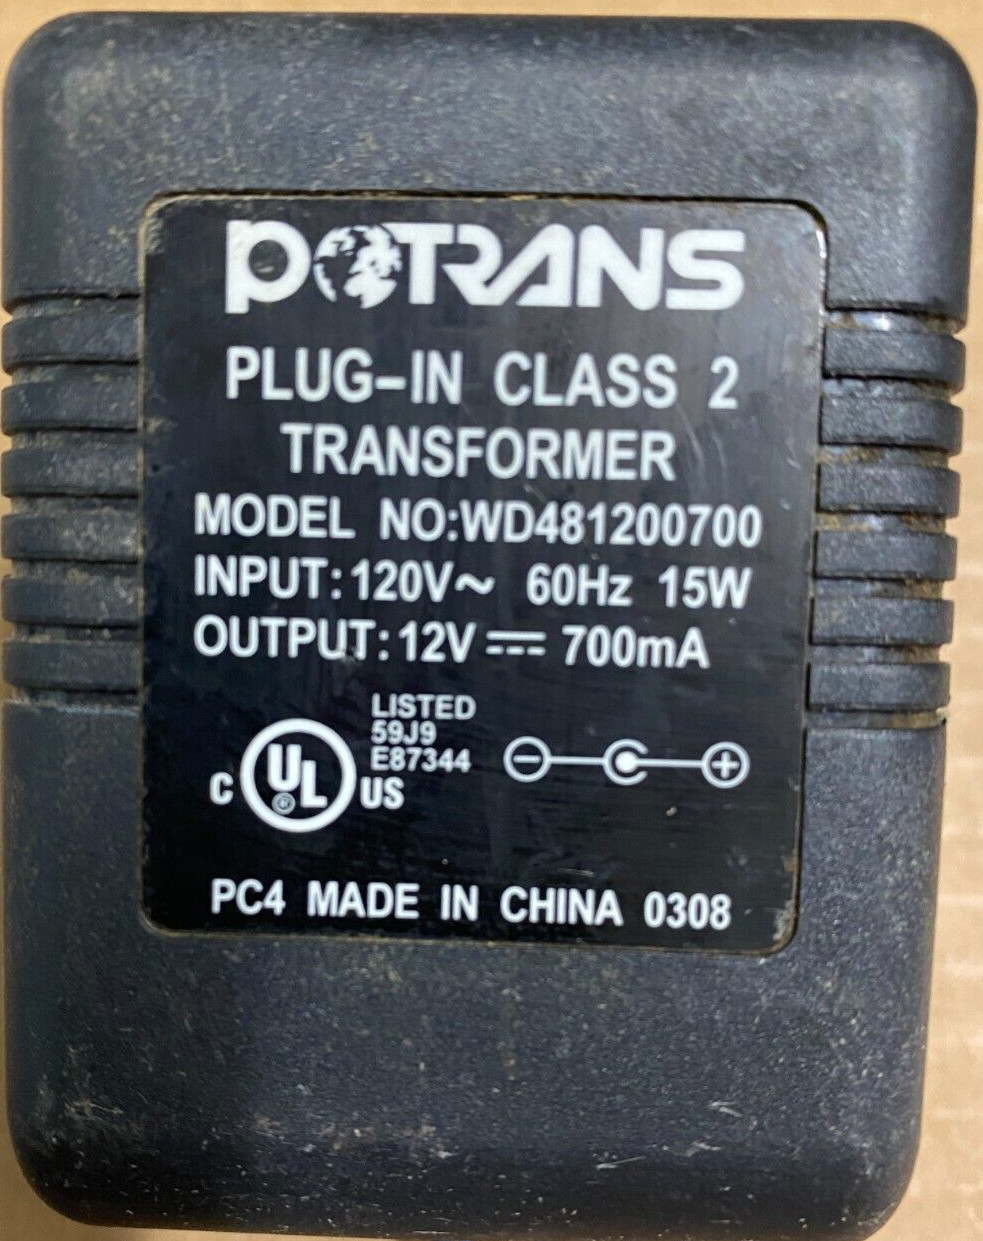 POTRANS
PLUG-IN CLASS 2
TRANSFORMER
MODEL NO:WD481200700
INPUT:120V~ 60Hz 15W
OUTPUT:12V⎓700mA
LISTED
59J9
E87344
C UL® US
PC4 MADE IN CHINA 0308